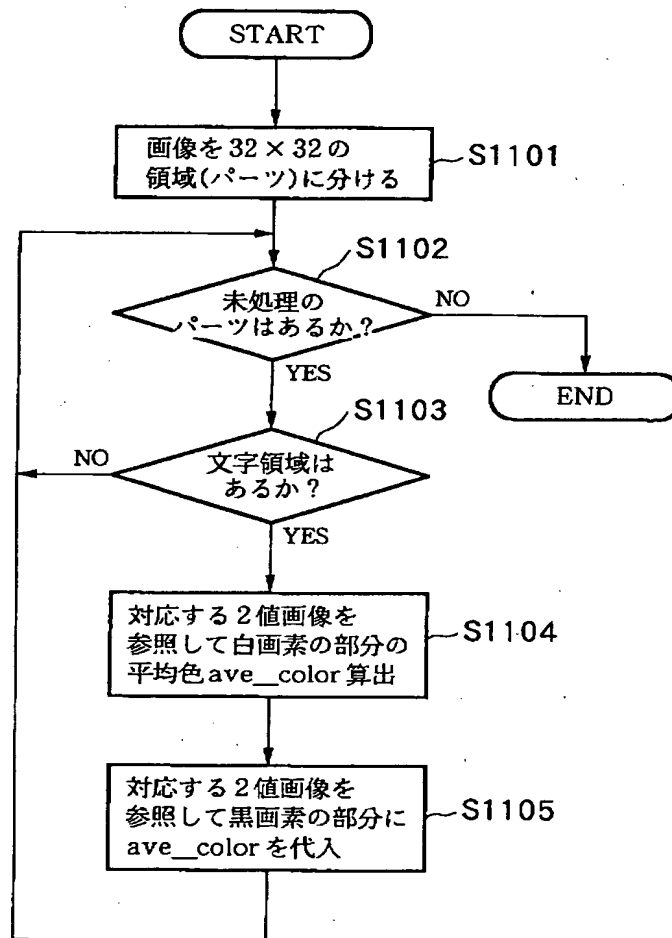 START
画像を32×32の
領域(パーツ)に分ける
S1101
S1102
未処理の
パーツはあるか?
NO
YES
END
S1103
NO
文字領域は
あるか?
YES
対応する2値画像を
参照して白画素の部分の
平均色ave__color算出
S1104
対応する2値画像を
参照して黒画素の部分に
ave__colorを代入
S1105